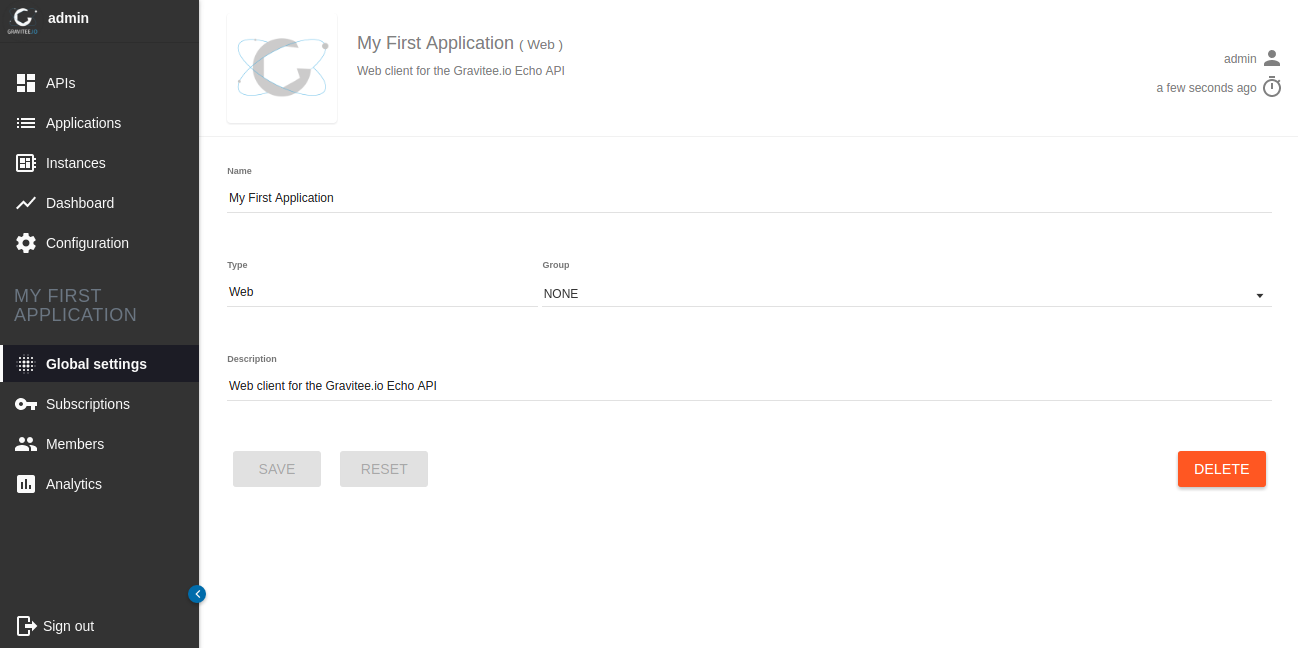 admin
GRAVITEE.IO
APIs
Applications
Instances
Dashboard
Configuration
MY FIRST
APPLICATION
Global settings
Subscriptions
Members
Analytics
Sign out
My First Application ( Web )
Web client for the Gravitee.io Echo API
admin
a few seconds ago
Name
My First Application
Type
Group
Web
NONE
Description
Web client for the Gravitee.io Echo API
SAVE
RESET
DELETE